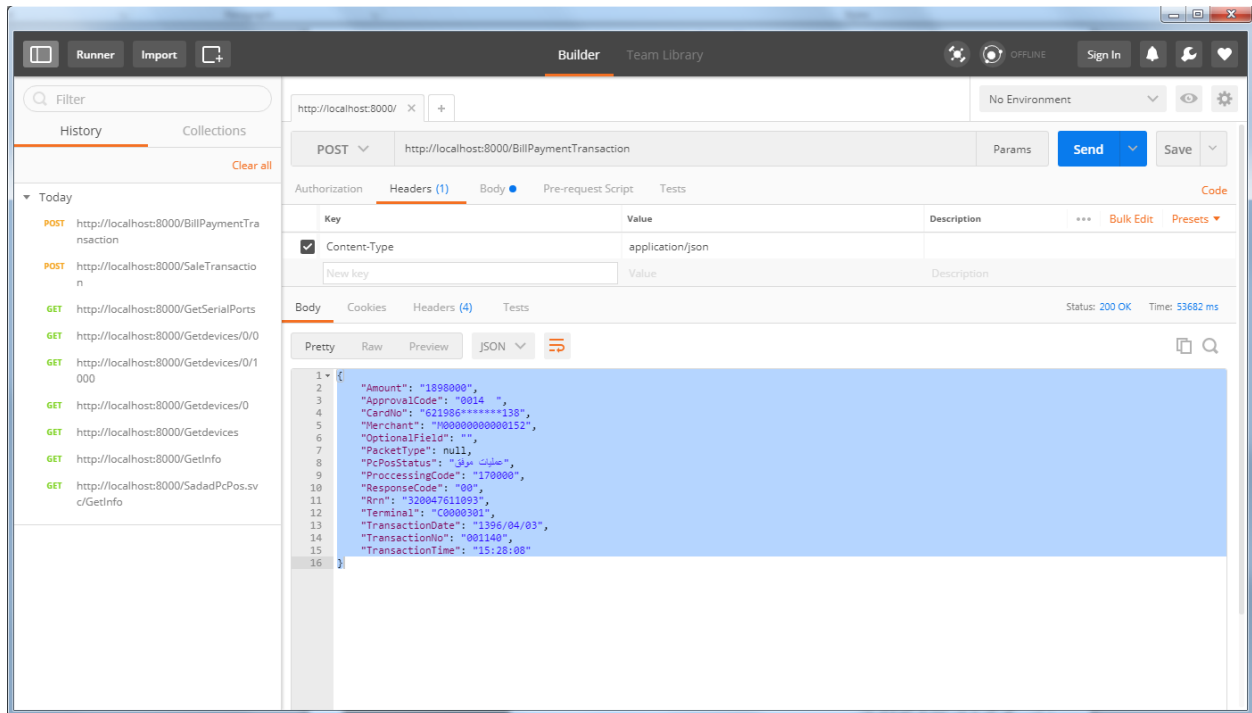 Runner Import Builder Team Library OFFLINE Sign In
Filter
History Collections
Clear all
Today
POST http://localhost:8000/BillPaymentTra
nsaction
POST http://localhost:8000/SaleTransactio
n
GET http://localhost:8000/GetSerialPorts
GET http://localhost:8000/Getdevices/0/0
GET http://localhost:8000/Getdevices/0/1
000
GET http://localhost:8000/Getdevices/0
GET http://localhost:8000/Getdevices
GET http://localhost:8000/GetInfo
GET http://localhost:8000/SadadPcPos.sv
c/GetInfo
http://localhost:8000/ No Environment
POST http://localhost:8000/BillPaymentTransaction Params Send Save
Authorization Headers (1) Body Pre-request Script Tests Code
Key Value Description Bulk Edit Presets
Content-Type application/json
New key Value Description
Body Cookies Headers (4) Tests Status: 200 OK Time: 53682 ms
Pretty Raw Preview JSON
1 {
2 "Amount": "1898000",
3 "ApprovalCode": "0014  ",
4 "CardNo": "621986*******138",
5 "Merchant": "M00000000000152",
6 "OptionalField": "",
7 "PacketType": null,
8 "PcPosStatus": "عملیات موفق",
9 "ProccessingCode": "170000",
10 "ResponseCode": "00",
11 "Rrn": "320047611093",
12 "Terminal": "C0000301",
13 "TransactionDate": "1396/04/03",
14 "TransactionNo": "001140",
15 "TransactionTime": "15:28:08"
16 }